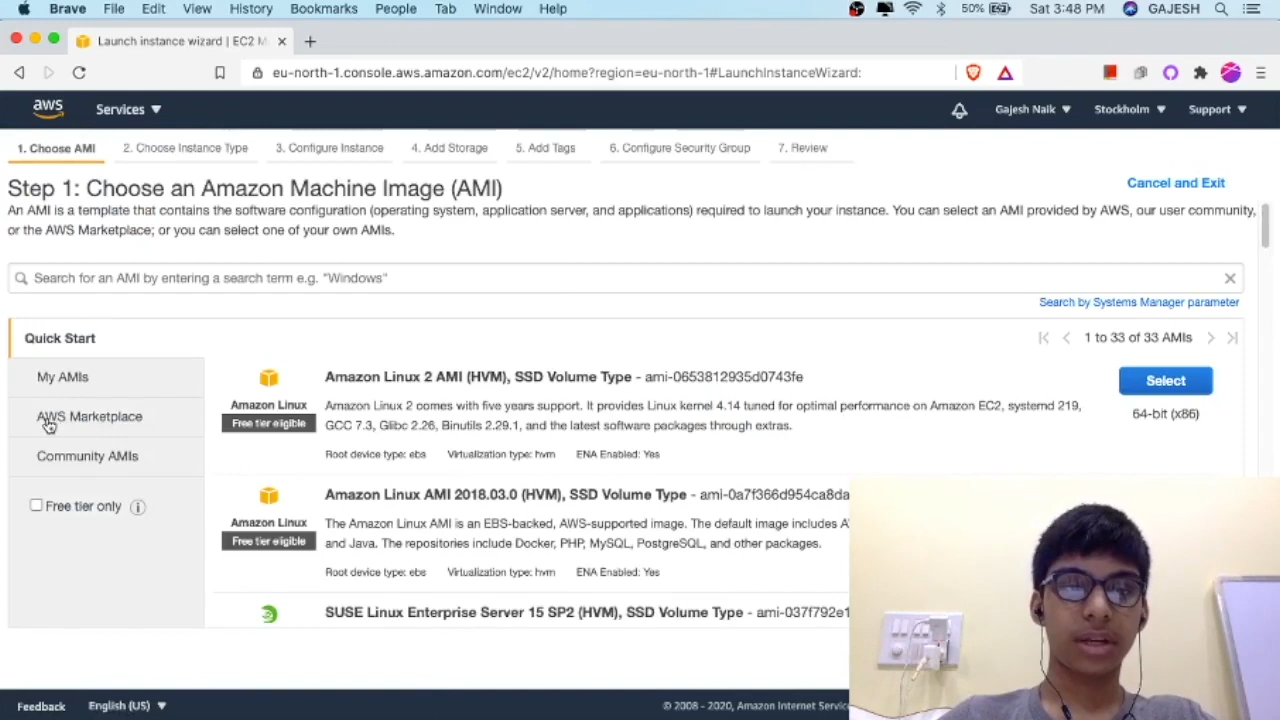 Brave File Edit View History Bookmarks People Tab Window Help 50% Sat 3:48 PM GAJESH
Launch instance wizard | EC2 M
eu-north-1.console.aws.amazon.com/ec2/v2/home?region=eu-north-1#LaunchInstanceWizard:
aws Services Gajesh Naik Stockholm Support
1. Choose AMI 2. Choose Instance Type 3. Configure Instance 4. Add Storage 5. Add Tags 6. Configure Security Group 7. Review
Step 1: Choose an Amazon Machine Image (AMI)
Cancel and Exit
An AMI is a template that contains the software configuration (operating system, application server, and applications) required to launch your instance. You can select an AMI provided by AWS, our user community,
or the AWS Marketplace; or you can select one of your own AMIs.
Search for an AMI by entering a search term e.g. "Windows"
Search by Systems Manager parameter
Quick Start
1 to 33 of 33 AMIs
My AMIs
AWS Marketplace
Community AMIs
Free tier only
Amazon Linux
Free tier eligible
Amazon Linux 2 AMI (HVM), SSD Volume Type - ami-0653812935d0743fe
Amazon Linux 2 comes with five years support. It provides Linux kernel 4.14 tuned for optimal performance on Amazon EC2, systemd 219,
GCC 7.3, Glibc 2.26, Binutils 2.29.1, and the latest software packages through extras.
Root device type: ebs Virtualization type: hvm ENA Enabled: Yes
Select
64-bit (x86)
Amazon Linux
Free tier eligible
Amazon Linux AMI 2018.03.0 (HVM), SSD Volume Type - ami-0a7f366d954ca8da
The Amazon Linux AMI is an EBS-backed, AWS-supported image. The default image includes A
and Java. The repositories include Docker, PHP, MySQL, PostgreSQL, and other packages.
Root device type: ebs Virtualization type: hvm ENA Enabled: Yes
SUSE Linux Enterprise Server 15 SP2 (HVM), SSD Volume Type - ami-037f792e1
Feedback English (US) © 2008 - 2020, Amazon Internet Service